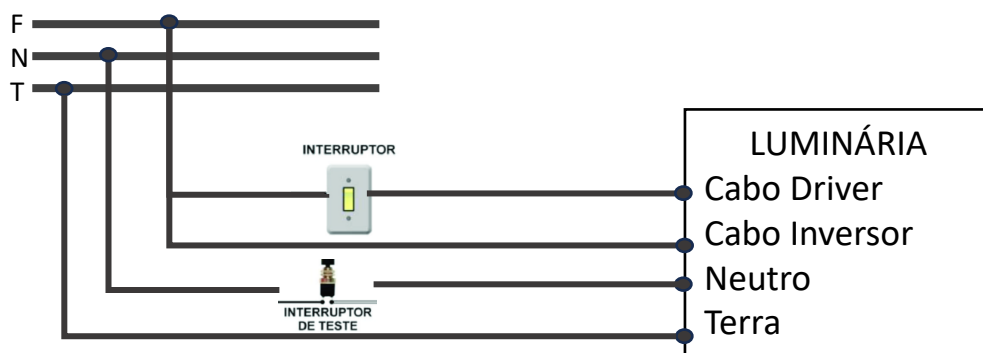 F
N
T
INTERRUPTOR
LUMINÁRIA
Cabo Driver
Cabo Inversor
Neutro
INTERRUPTOR
DE TESTE
Terra